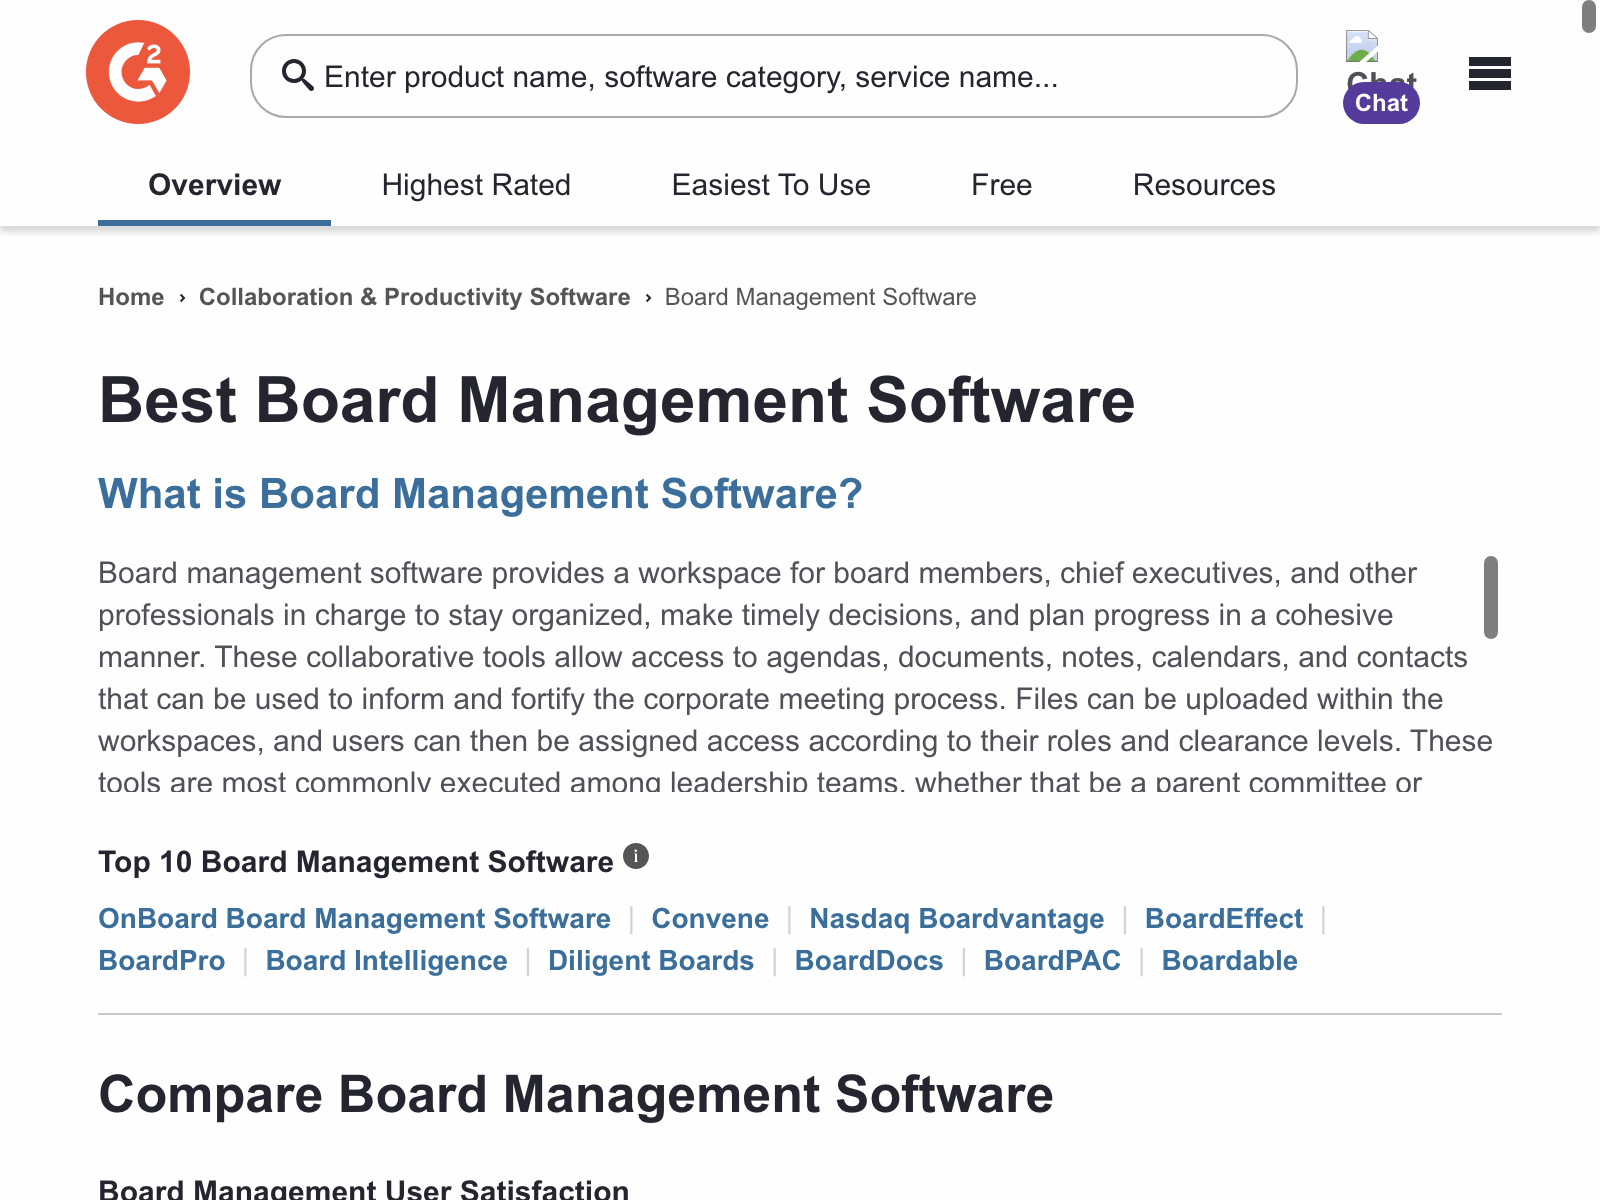 G2
Enter product name, software category, service name...
Chat
Chat
Overview
Highest Rated
Easiest To Use
Free
Resources
Home › Collaboration & Productivity Software › Board Management Software
Best Board Management Software
What is Board Management Software?
Board management software provides a workspace for board members, chief executives, and other
professionals in charge to stay organized, make timely decisions, and plan progress in a cohesive
manner. These collaborative tools allow access to agendas, documents, notes, calendars, and contacts
that can be used to inform and fortify the corporate meeting process. Files can be uploaded within the
workspaces, and users can then be assigned access according to their roles and clearance levels. These
tools are most commonly executed among leadership teams, whether that be a parent committee or
Top 10 Board Management Software i
OnBoard Board Management Software | Convene | Nasdaq Boardvantage | BoardEffect |
BoardPro | Board Intelligence | Diligent Boards | BoardDocs | BoardPAC | Boardable
Compare Board Management Software
Board Management User Satisfaction